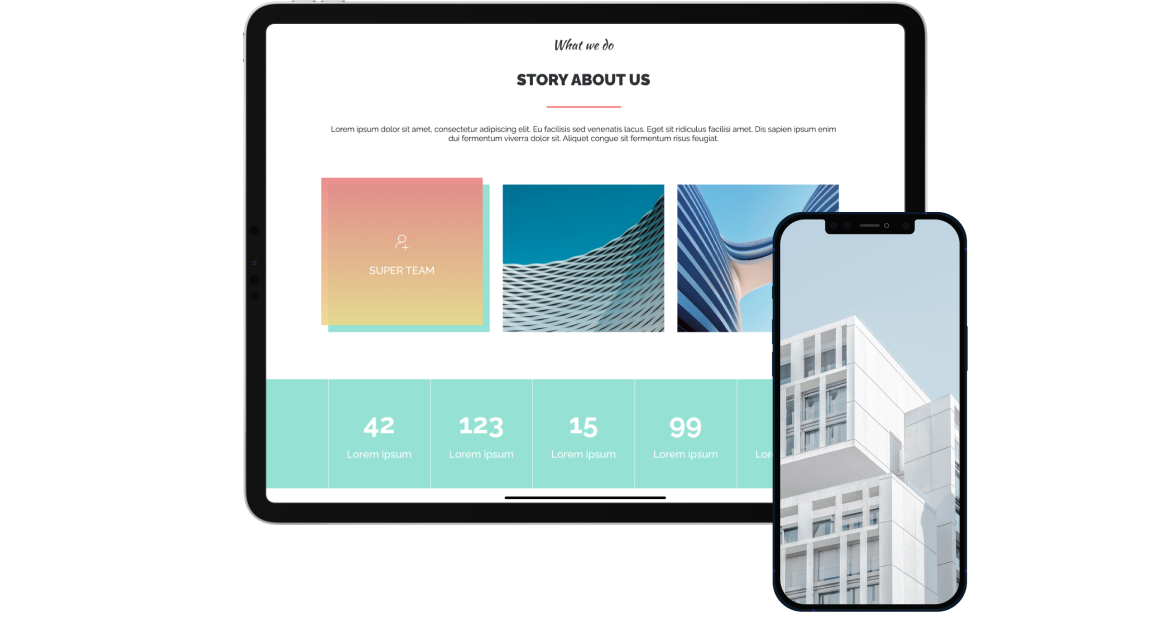 What we do
STORY ABOUT US
Lorem ipsum dolor sit amet, consectetur adipiscing elit. Eu facilisis sed venenatis lacus. Eget sit ridiculus facilisi amet. Dis sapien ipsum enim
dui fermentum viverra dolor sit. Aliquet congue sit fermentum risus feugiat.
SUPER TEAM
42 123 15 99
Lorem ipsum Lorem ipsum Lorem ipsum Lorem ipsum Lor